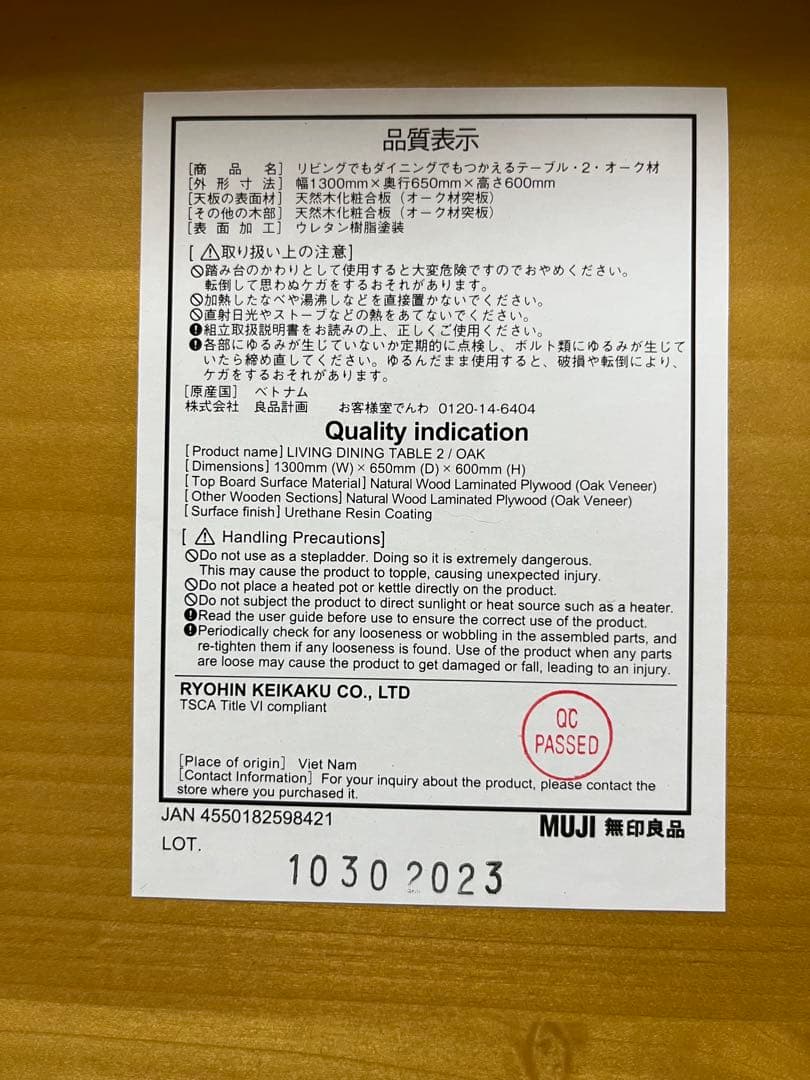 品質表示
[商品名] リビングでもダイニングでもつかえるテーブル・2・オーク材
[外形寸法] 幅1300mm×奥行650mm×高さ600mm
[天板の表面材] 天然木化粧合板（オーク材突板）
[その他の木部] 天然木化粧合板（オーク材突板）
[表面加工] ウレタン樹脂塗装
[⚠取り扱い上の注意]
踏み台のかわりとして使用すると大変危険ですのでおやめください。
転倒して思わぬケガをするおそれがあります。
加熱したなべや湯沸しなどを直接置かないでください。
直射日光やストーブなどの熱をあてないでください。
組立取扱説明書をお読みの上、正しくご使用ください。
各部にゆるみが生じていないか定期的に点検し、ボルト類にゆるみが生じて
いたら締め直してください。ゆるんだまま使用すると、破損や転倒により、
ケガをするおそれがあります。
[原産国] ベトナム
株式会社 良品計画 お客様室でんわ 0120-14-6404
Quality indication
[Product name] LIVING DINING TABLE 2 / OAK
[Dimensions] 1300mm (W)×650mm (D)×600mm (H)
[Top Board Surface Material] Natural Wood Laminated Plywood (Oak Veneer)
[Other Wooden Sections] Natural Wood Laminated Plywood (Oak Veneer)
[Surface finish] Urethane Resin Coating
[⚠ Handling Precautions]
Do not use as a stepladder. Doing so it is extremely dangerous.
This may cause the product to topple, causing unexpected injury.
Do not place a heated pot or kettle directly on the product.
Do not subject the product to direct sunlight or heat source such as a heater.
Read the user guide before use to ensure the correct use of the product.
Periodically check for any looseness or wobbling in the assembled parts, and
re-tighten them if any looseness is found. Use of the product when any parts
are loose may cause the product to get damaged or fall, leading to an injury.
RYOHIN KEIKAKU CO., LTD
TSCA Title VI compliant
QC
PASSED
[Place of origin] Viet Nam
[Contact Information] For your inquiry about the product, please contact the
store where you purchased it.
JAN 4550182598421
MUJI 無印良品
LOT.
10 30 2023